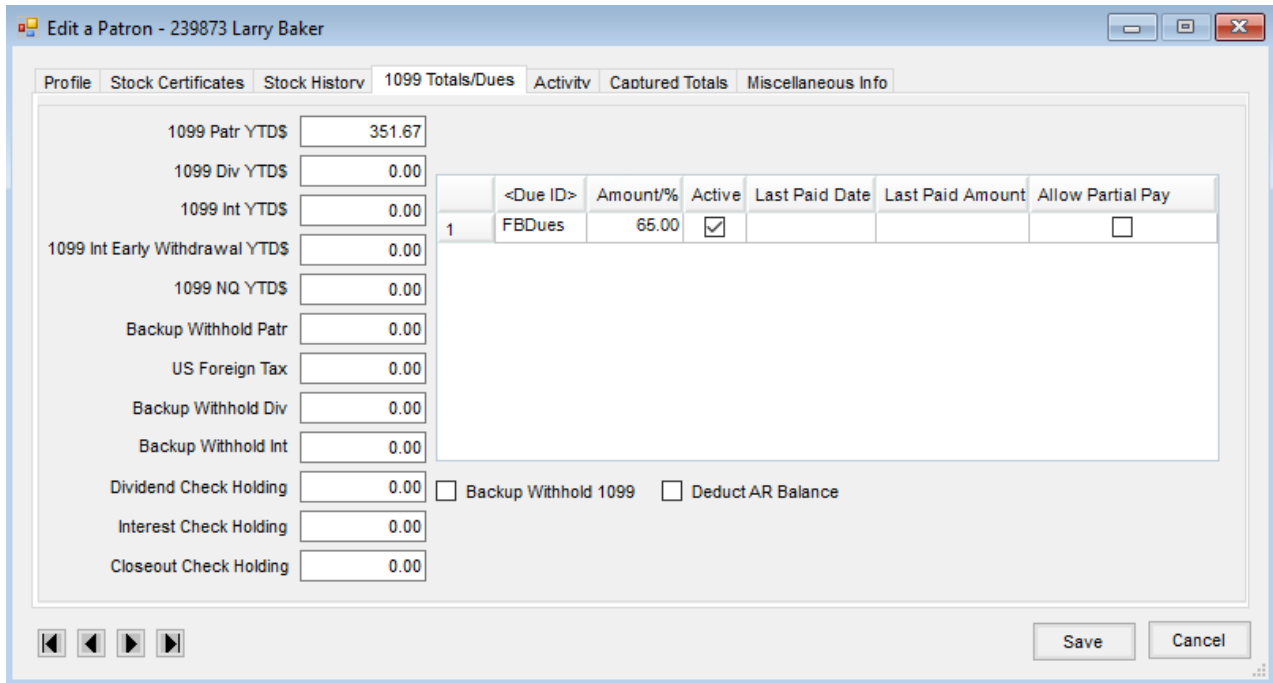 Edit a Patron - 239873 Larry Baker
Profile Stock Certificates Stock History 1099 Totals/Dues Activity Captured Totals Miscellaneous Info
1099 Patr YTD$ 351.67
1099 Div YTD$ 0.00
1099 Int YTD$ 0.00
1099 Int Early Withdrawal YTD$ 0.00
1099 NQ YTD$ 0.00
Backup Withhold Patr 0.00
US Foreign Tax 0.00
Backup Withhold Div 0.00
Backup Withhold Int 0.00
Dividend Check Holding 0.00
Interest Check Holding 0.00
Closeout Check Holding 0.00
<Due ID> Amount/% Active Last Paid Date Last Paid Amount Allow Partial Pay
1 FBDues 65.00
Backup Withhold 1099 Deduct AR Balance
Save Cancel